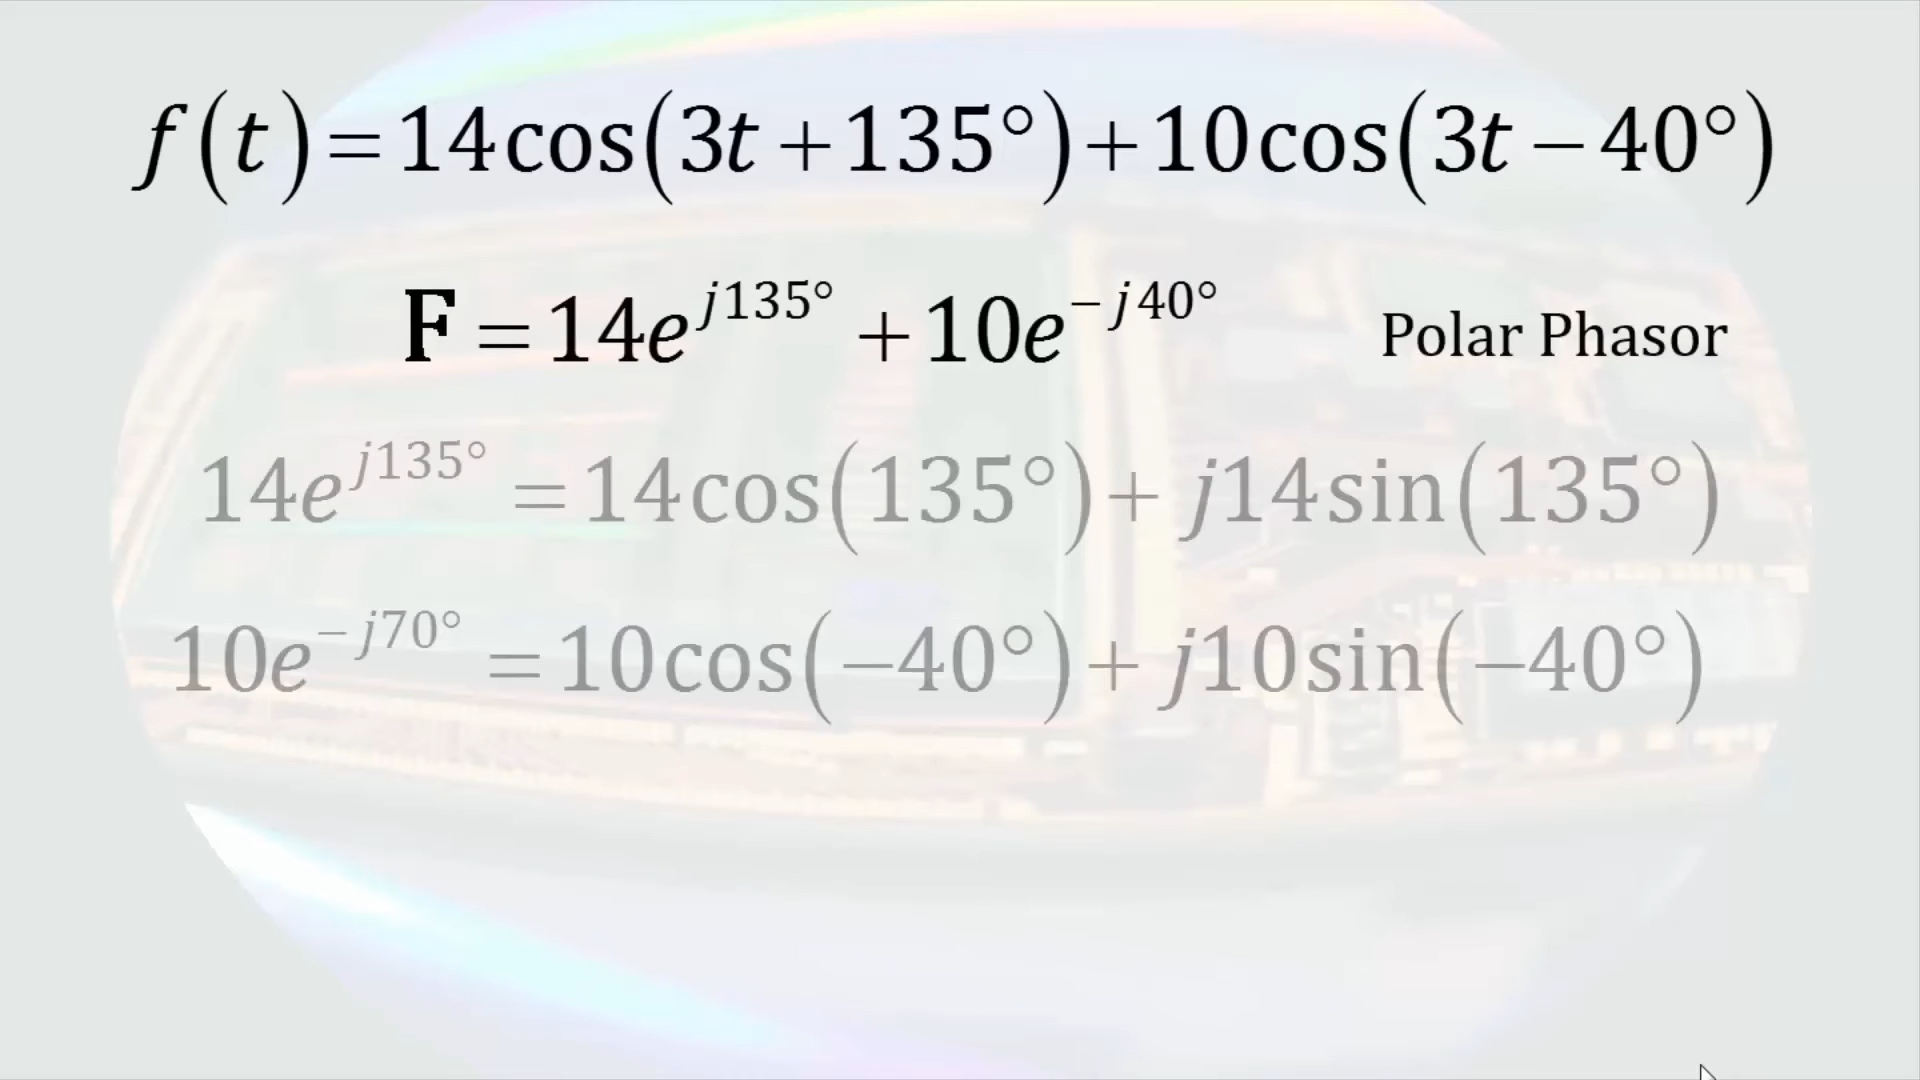 f(t)=14cos(3t+135°)+10cos(3t−40°)
F=14e^{j135°}+10e^{−j40°} Polar Phasor
14e^{j135°}=14cos(135°)+j14sin(135°)
10e^{−j70°}=10cos(−40°)+j10sin(−40°)